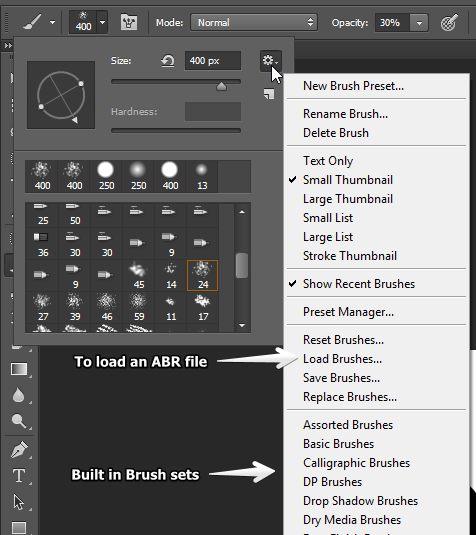 400
Mode: Normal
Opacity: 30%
Size: 400 px
Hardness:
400 400 250 250 400 13
25 50
36 30 30 9
9 45 14 24
27 39 46 59 11 17
New Brush Preset...
Rename Brush...
Delete Brush
Text Only
Small Thumbnail
Large Thumbnail
Small List
Large List
Stroke Thumbnail
Show Recent Brushes
Preset Manager...
Reset Brushes...
Load Brushes...
Save Brushes...
Replace Brushes...
Assorted Brushes
Basic Brushes
Calligraphic Brushes
DP Brushes
Drop Shadow Brushes
Dry Media Brushes
To load an ABR file
Built in Brush sets
T